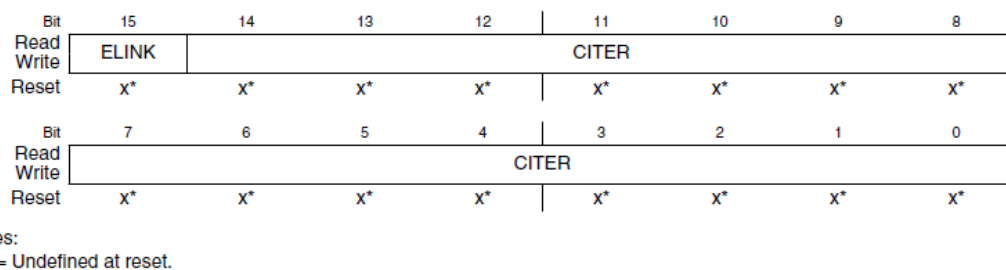 Bit 15 14 13 12 11 10 9 8
Read
Write
ELINK CITER
Reset x* x* x* x* x* x* x* x*
Bit 7 6 5 4 3 2 1 0
Read
Write
CITER
Reset x* x* x* x* x* x* x* x*
es:
= Undefined at reset.